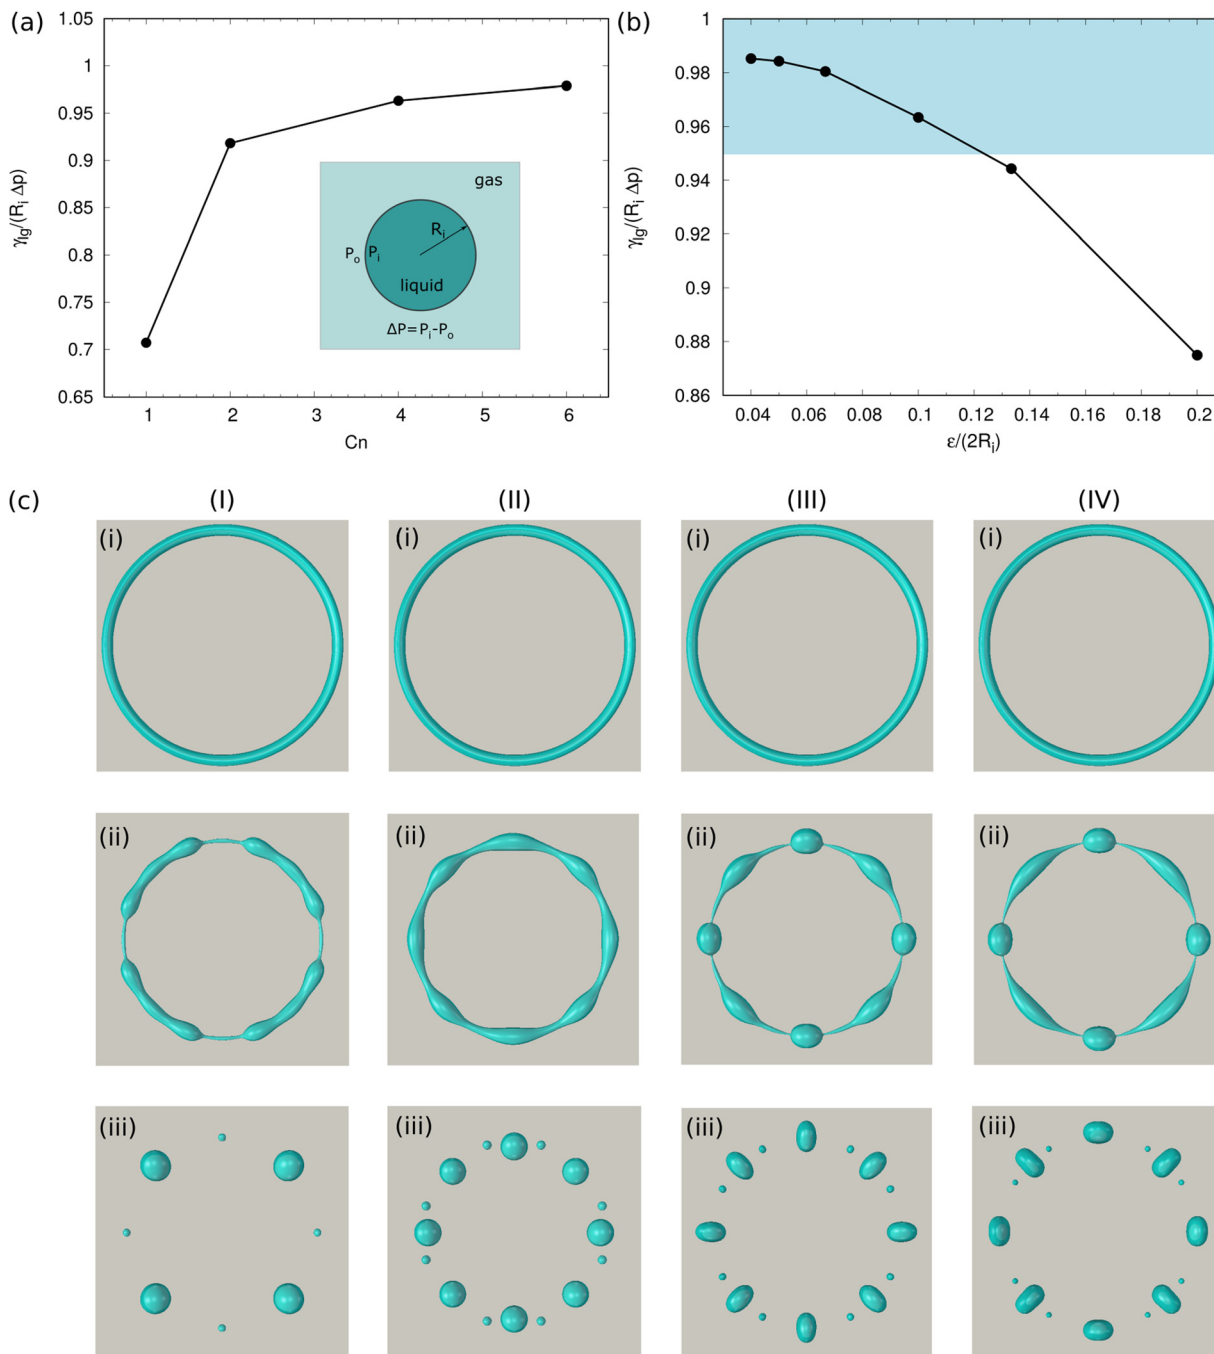 (a)
1.05
1
0.95
0.9
0.85
0.8
0.75
0.7
0.65
γlg/(Ri Δp)
1 2 3 4 5 6
Cn
gas
Ri
Po Pi
liquid
ΔP=Pi-Po
(b)
1
0.98
0.96
0.94
0.92
0.9
0.88
0.86
γlg/(Ri Δp)
0.04 0.06 0.08 0.1 0.12 0.14 0.16 0.18 0.2
ε/(2Ri)
(c)
(I) (II) (III) (IV)
(i) (i) (i) (i)
(ii) (ii) (ii) (ii)
(iii) (iii) (iii) (iii)